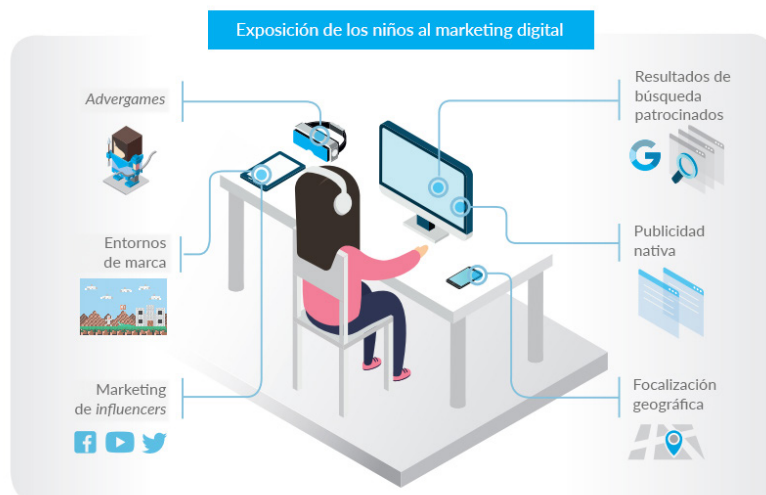 Exposición de los niños al marketing digital
Advergames
Entornos
de marca
Marketing
de influencers
Resultados de
búsqueda
patrocinados
Publicidad
nativa
Focalización
geográfica